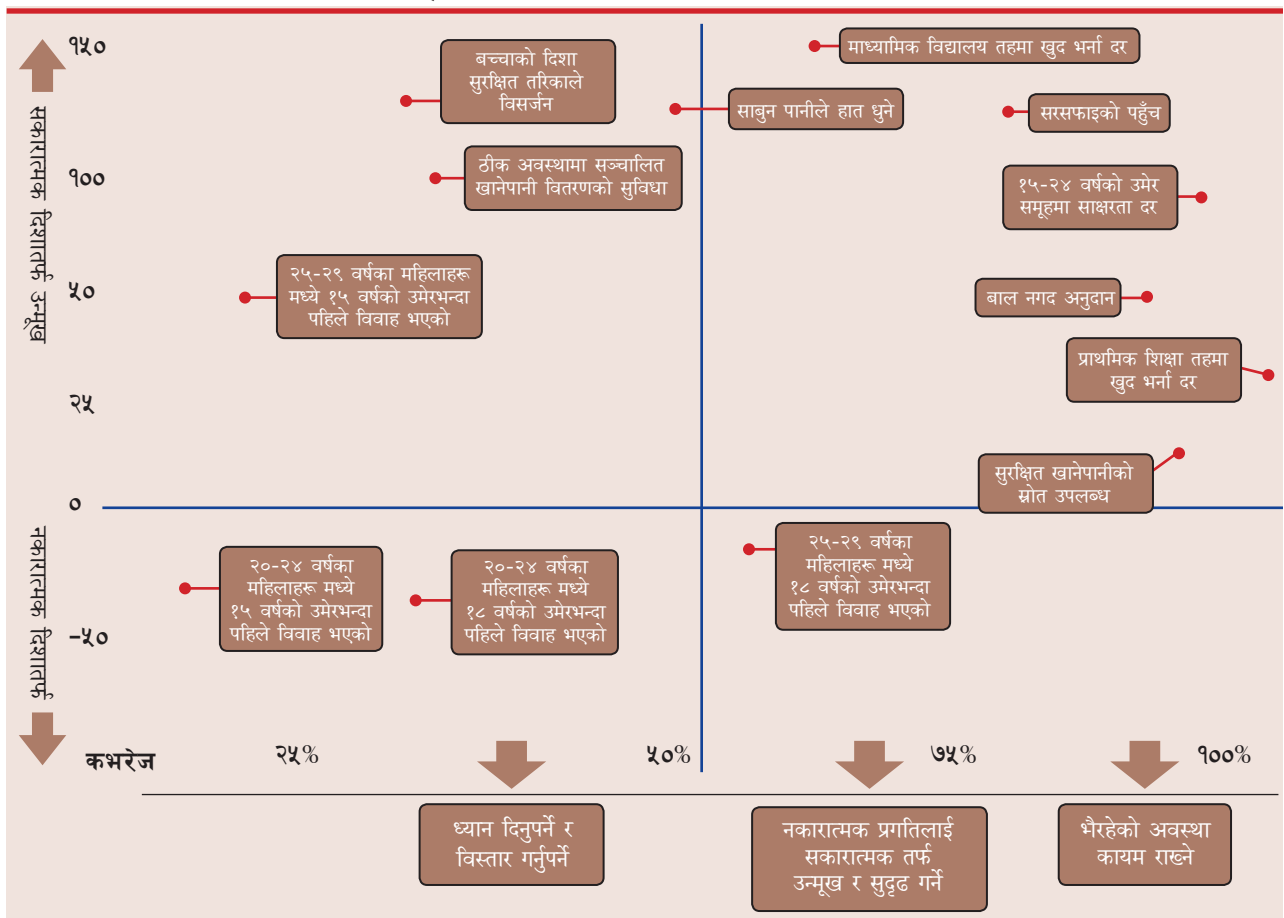 १५०
माध्यामिक विद्यालय तहमा खुद भर्ना दर
बच्चाको दिशा
सुरक्षित तरिकाले
विसर्जन
साबुन पानीले हात धुने
सरसफाइको पहुँच
१००
ठीक अवस्थामा सञ्चालित
खानेपानी वितरणको सुविधा
१५-२४ वर्षको उमेर
समूहमा साक्षरता दर
सकारात्मक दिशातर्फ उन्मूख
५०
२५-२९ वर्षका महिलाहरू
मध्ये १५ वर्षको उमेरभन्दा
पहिले विवाह भएको
बाल नगद अनुदान
प्राथमिक शिक्षा तहमा
खुद भर्ना दर
२५
सुरक्षित खानेपानीको
स्रोत उपलब्ध
०
नकारात्मक दिशातर्फ
२०-२४ वर्षका
महिलाहरू मध्ये
१५ वर्षको उमेरभन्दा
पहिले विवाह भएको
२०-२४ वर्षका
महिलाहरू मध्ये
१८ वर्षको उमेरभन्दा
पहिले विवाह भएको
२५-२९ वर्षका
महिलाहरू मध्ये
१८ वर्षको उमेरभन्दा
पहिले विवाह भएको
-५०
कभरेज २५% ५०% ७५% १००%
ध्यान दिनुपर्ने र
विस्तार गर्नुपर्ने
नकारात्मक प्रगतिलाई
सकारात्मक तर्फ
उन्मूख र सुदृढ गर्ने
भैरहेको अवस्था
कायम राख्ने